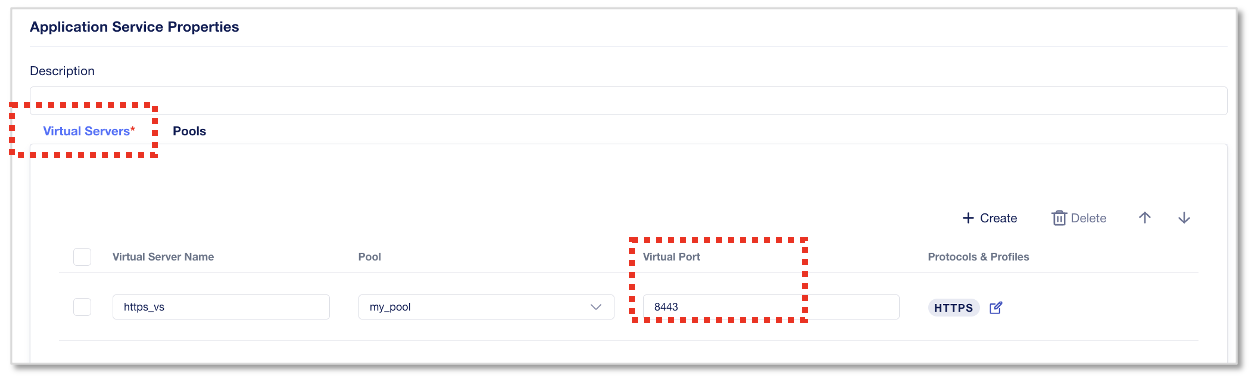 Application Service Properties
Description
Virtual Servers* Pools
Create Delete
Virtual Server Name Pool Virtual Port Protocols & Profiles
https_vs my_pool 8443 HTTPS